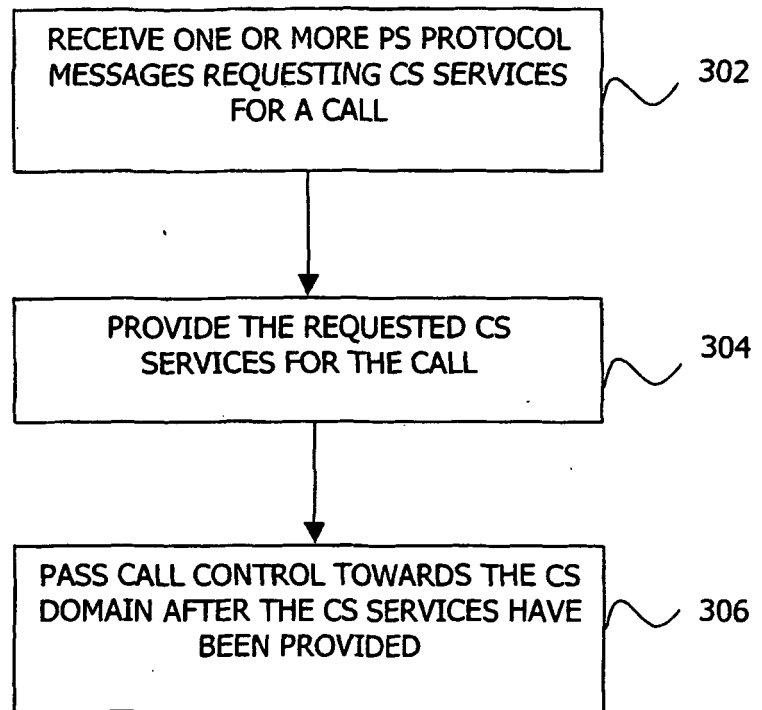 RECEIVE ONE OR MORE PS PROTOCOL
MESSAGES REQUESTING CS SERVICES
FOR A CALL
302
PROVIDE THE REQUESTED CS
SERVICES FOR THE CALL
304
PASS CALL CONTROL TOWARDS THE CS
DOMAIN AFTER THE CS SERVICES HAVE
BEEN PROVIDED
306